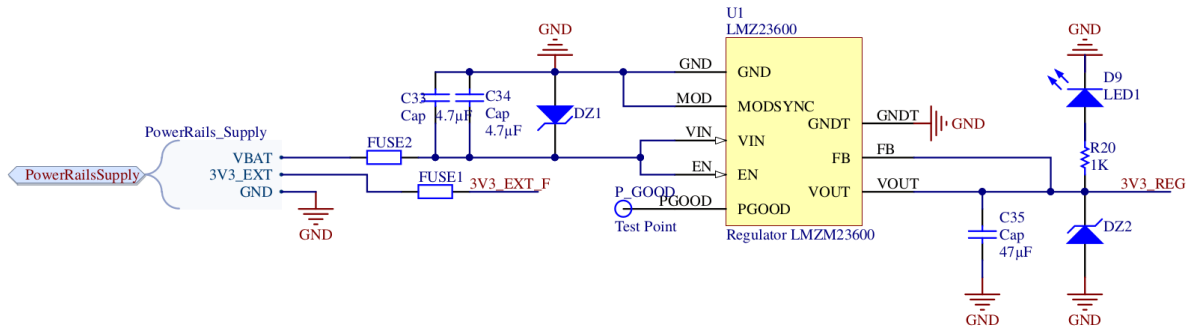 U1
LMZ23600
GND
GND
D9
LED1
GND
GND
C33
Cap
4.7µF
C34
Cap
4.7µF
DZ1
MOD
MODSYNC
GNDT
GNDT
GND
PowerRails_Supply
VBAT
3V3_EXT
GND
PowerRailsSupply
FUSE2
FUSE1
3V3_EXT_F
GND
VIN
VIN
EN
EN
FB
FB
R20
1K
P_GOOD
PGOOD
PGOOD
Test Point
VOUT
VOUT
3V3_REG
Regulator LMZM23600
C35
Cap
47µF
DZ2
GND
GND